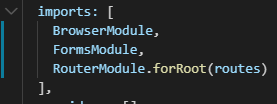 imports: [
BrowserModule,
FormsModule,
RouterModule.forRoot(routes)
],